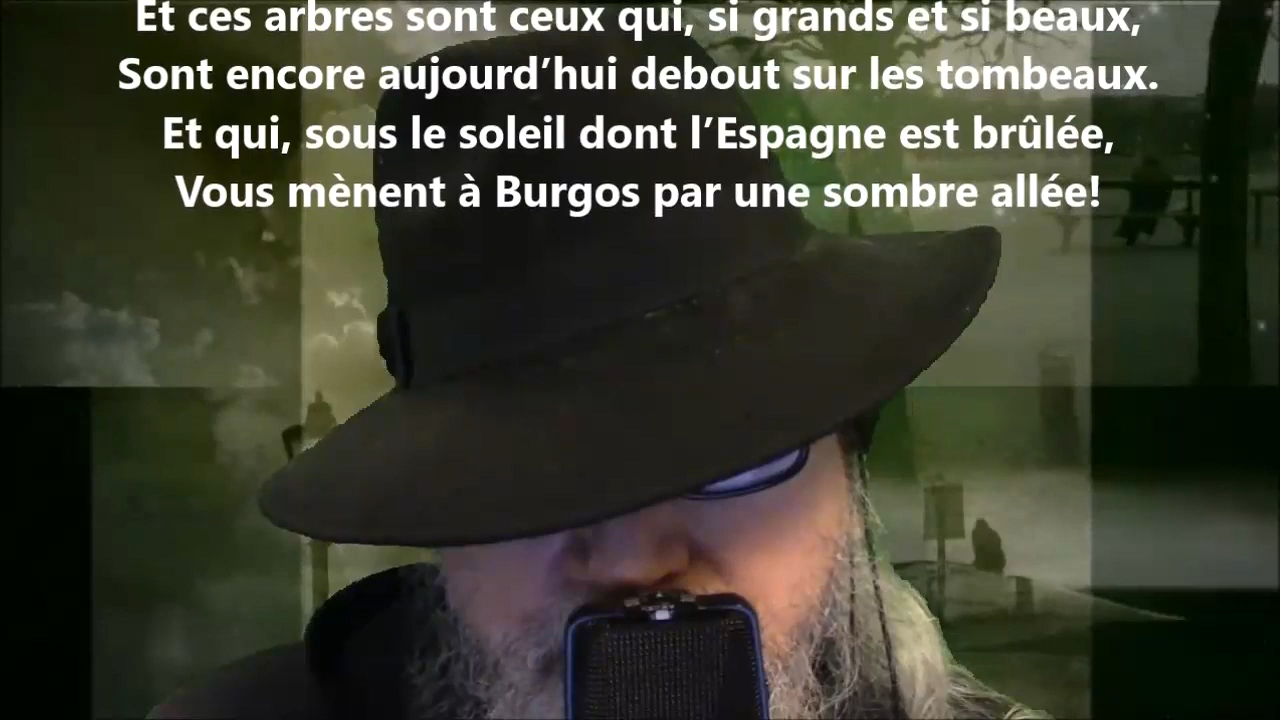 Et ces arbres sont ceux qui, si grands et si beaux,
Sont encore aujourd’hui debout sur les tombeaux.
Et qui, sous le soleil dont l’Espagne est brûlée,
Vous mènent à Burgos par une sombre allée!